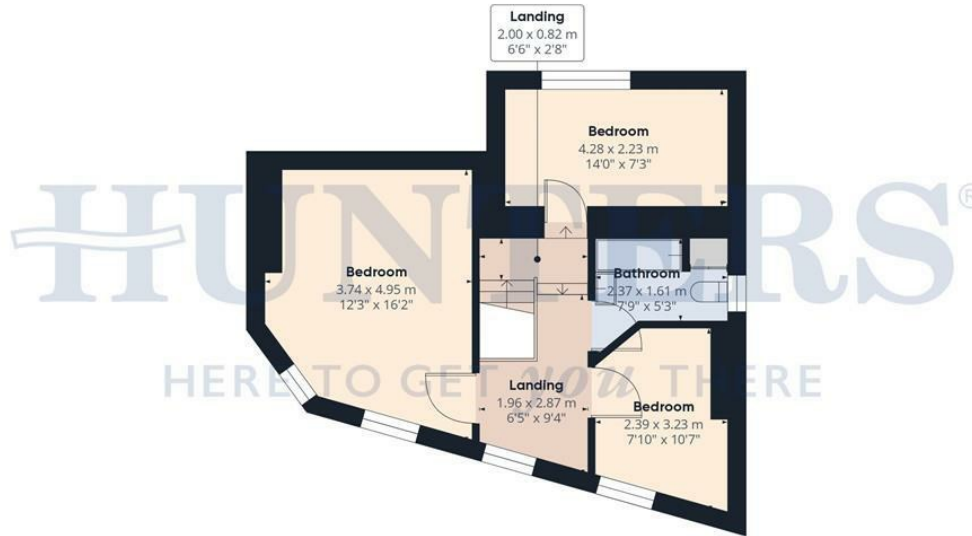 Landing
2.00 x 0.82 m
6'6" x 2'8"
Bedroom
4.28 x 2.23 m
14'0" x 7'3"
HUNTERS®
Bedroom
3.74 x 4.95 m
12'3" x 16'2"
Bathroom
2.37 x 1.61 m
7'9" x 5'3"
HERE TO GET you THERE
Landing
1.96 x 2.87 m
6'5" x 9'4"
Bedroom
2.39 x 3.23 m
7'10" x 10'7"